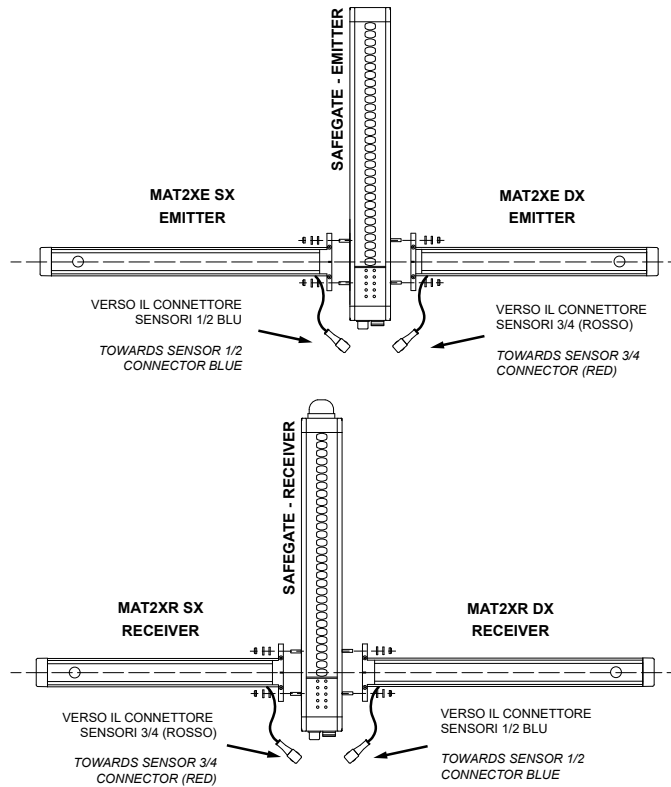 SAFEGATE - EMITTER
MAT2XE SX
EMITTER
MAT2XE DX
EMITTER
VERSO IL CONNETTORE
SENSORI 1/2 BLU
TOWARDS SENSOR 1/2
CONNECTOR BLUE
VERSO IL CONNETTORE
SENSORI 3/4 (ROSSO)
TOWARDS SENSOR 3/4
CONNECTOR (RED)
SAFEGATE - RECEIVER
MAT2XR SX
RECEIVER
MAT2XR DX
RECEIVER
VERSO IL CONNETTORE
SENSORI 3/4 (ROSSO)
TOWARDS SENSOR 3/4
CONNECTOR (RED)
VERSO IL CONNETTORE
SENSORI 1/2 BLU
TOWARDS SENSOR 1/2
CONNECTOR BLUE